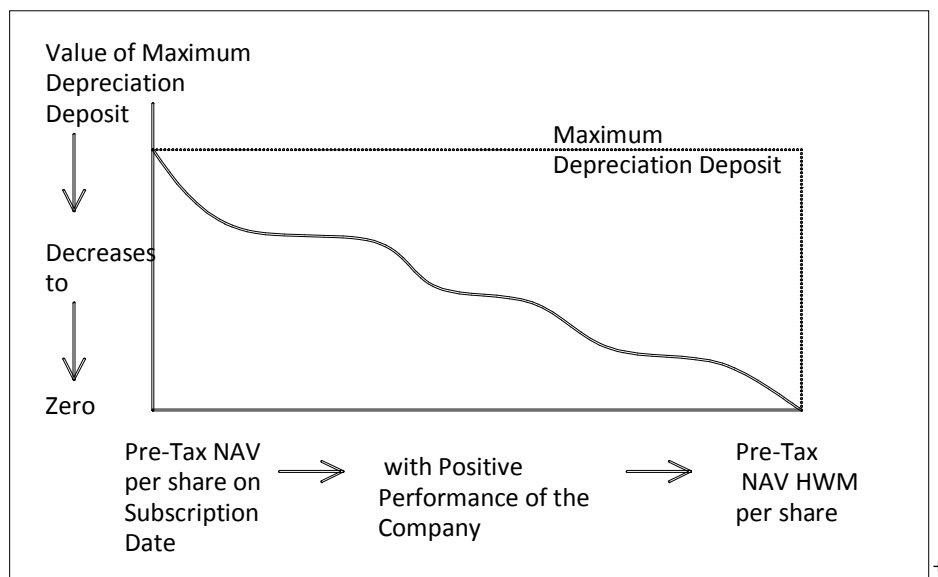 Value of Maximum
Depreciation
Deposit
Maximum
Depreciation Deposit
Decreases
to
Zero
Pre-Tax NAV
per share on
Subscription
Date
with Positive
Performance of the
Company
Pre-Tax
NAV HWM
per share